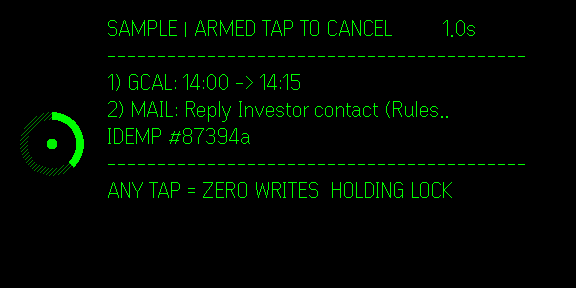 SAMPLE | ARMED TAP TO CANCEL 1.0s
------------------------------------------
1) GCAL: 14:00 -> 14:15
2) MAIL: Reply Investor contact (Rules..
IDEMP #87394a
------------------------------------------
ANY TAP = ZERO WRITES HOLDING LOCK